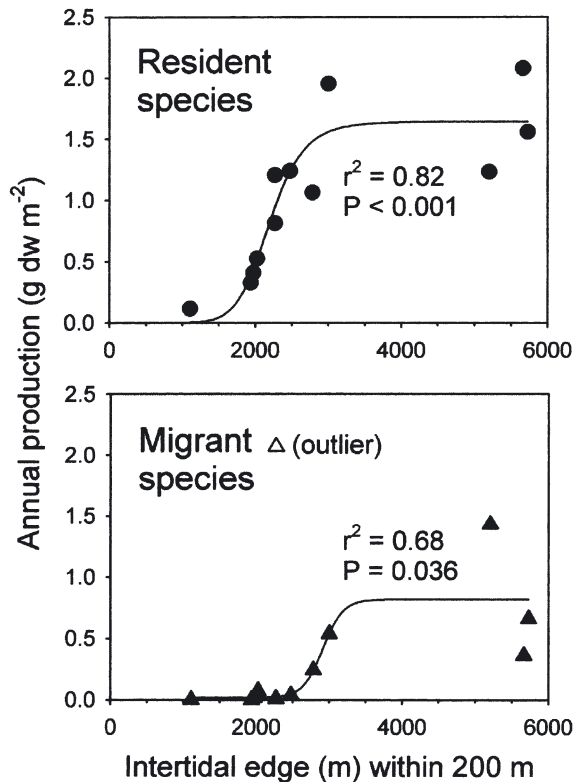 Annual production (g dw m⁻²)
2.5
2.0
1.5
1.0
0.5
0.0
Resident
species
r² = 0.82
P < 0.001
0 2000 4000 6000
2.5
2.0
1.5
1.0
0.5
0.0
Migrant △ (outlier)
species
r² = 0.68
P = 0.036
0 2000 4000 6000
Intertidal edge (m) within 200 m